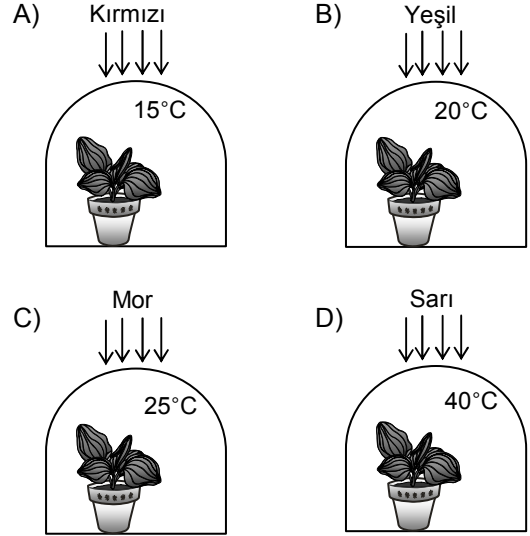 A) Kırmızı
15°C
B) Yeşil
20°C
C) Mor
25°C
D) Sarı
40°C